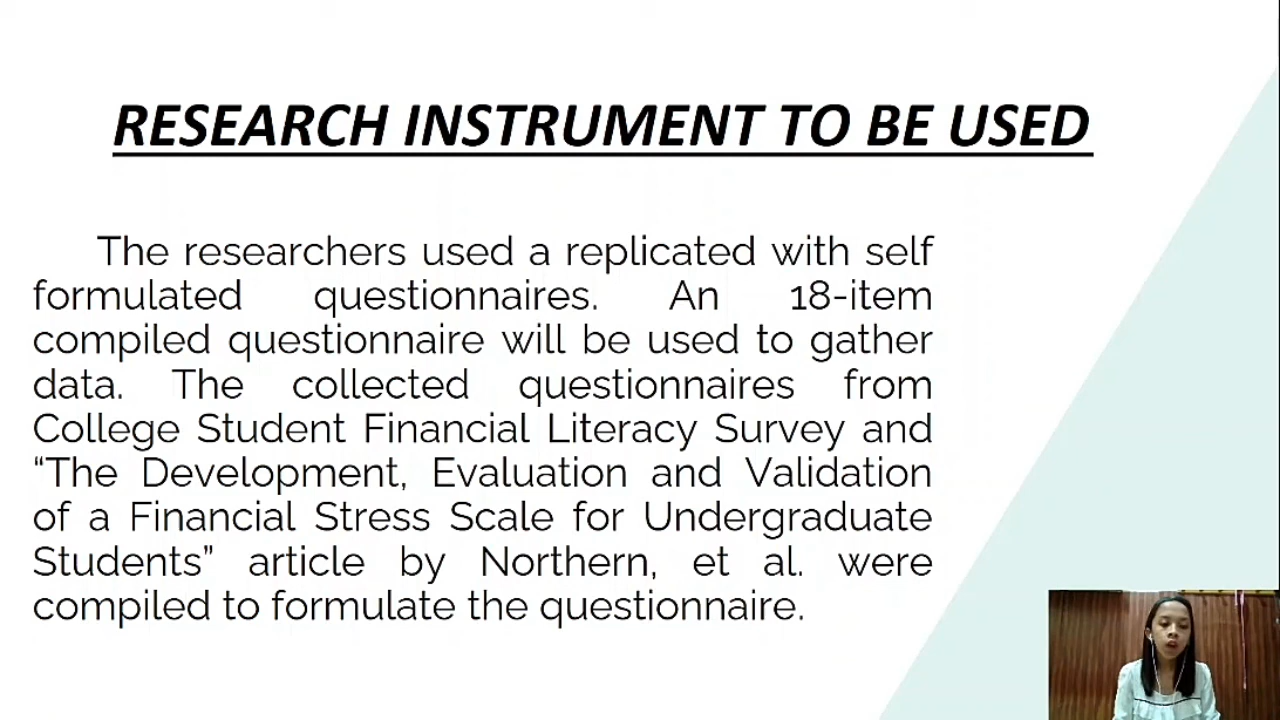 RESEARCH INSTRUMENT TO BE USED
The researchers used a replicated with self
formulated questionnaires. An 18-item
compiled questionnaire will be used to gather
data. The collected questionnaires from
College Student Financial Literacy Survey and
“The Development, Evaluation and Validation
of a Financial Stress Scale for Undergraduate
Students” article by Northern, et al. were
compiled to formulate the questionnaire.